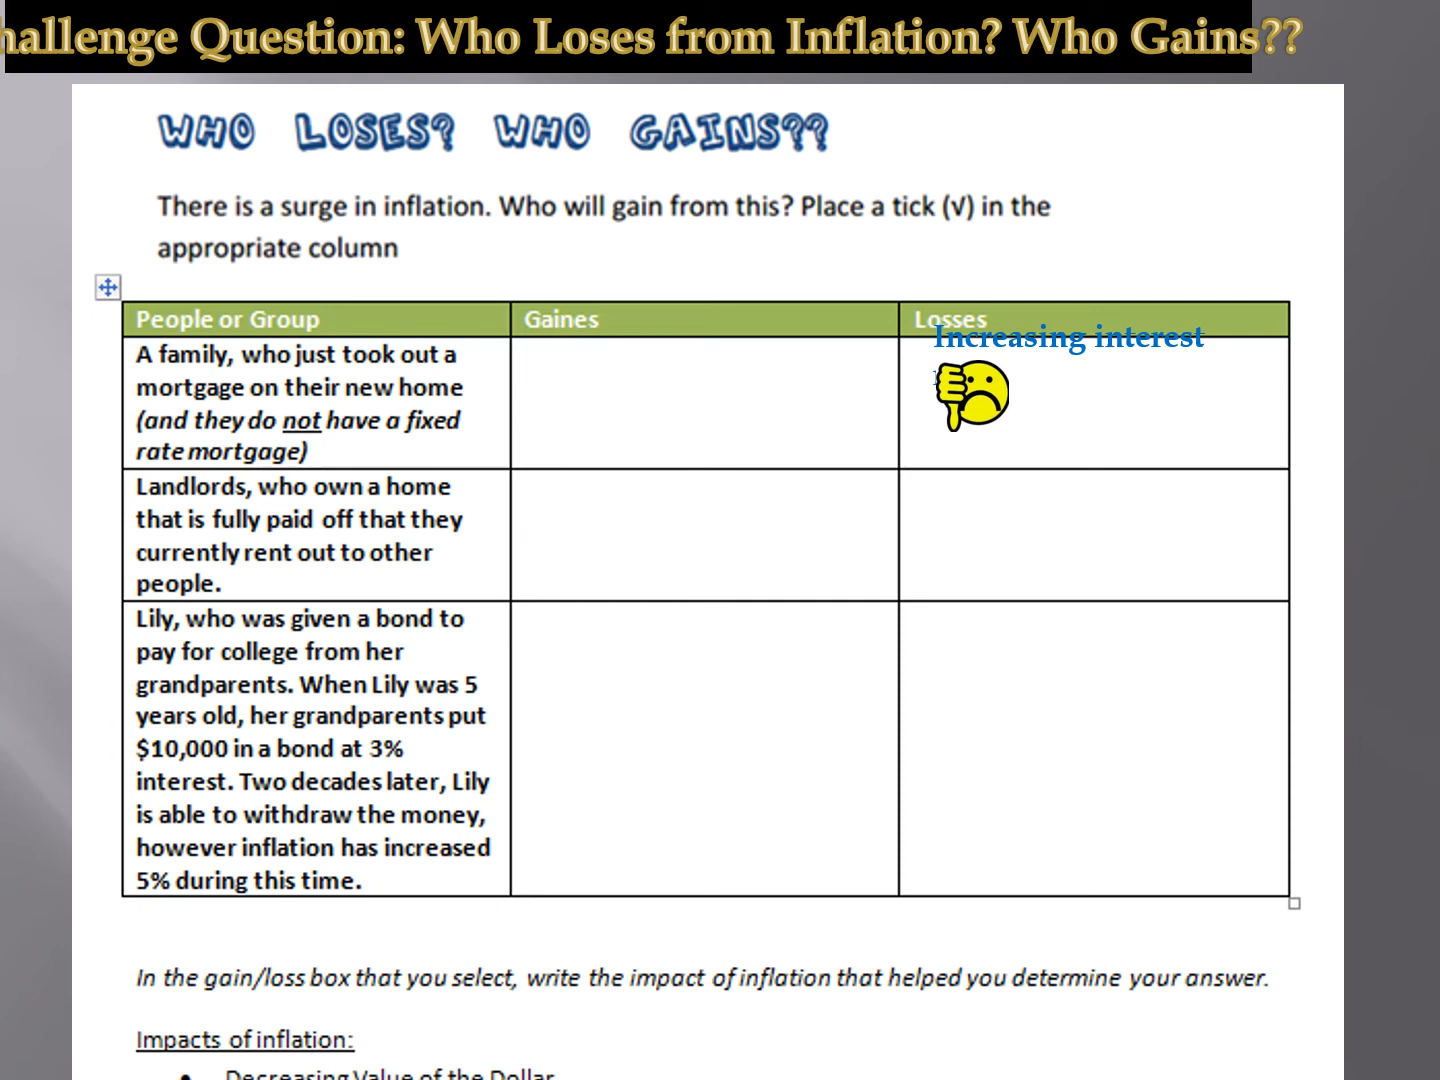 hallenge Question: Who Loses from Inflation? Who Gains??
WHO LOSES? WHO GAINS??
There is a surge in inflation. Who will gain from this? Place a tick (√) in the
appropriate column
People or Group Gaines Losses
Increasing interest
A family, who just took out a
mortgage on their new home
(and they do not have a fixed
rate mortgage)
Landlords, who own a home
that is fully paid off that they
currently rent out to other
people.
Lily, who was given a bond to
pay for college from her
grandparents. When Lily was 5
years old, her grandparents put
$10,000 in a bond at 3%
interest. Two decades later, Lily
is able to withdraw the money,
however inflation has increased
5% during this time.
In the gain/loss box that you select, write the impact of inflation that helped you determine your answer.
Impacts of inflation:
• Decreasing Value of the Dollar